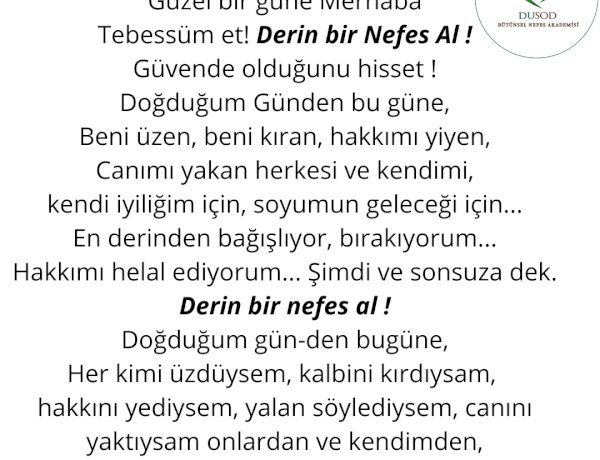 Güzel bir güne Merhaba
DUSOD
BÜTÜNSEL NEFES AKADEMİSİ
Tebessüm et! Derin bir Nefes Al !
Güvende olduğunu hisset !
Doğduğum Günden bu güne,
Beni üzen, beni kıran, hakkımı yiyen,
Canımı yakan herkesi ve kendimi,
kendi iyiliğim için, soyumun geleceği için...
En derinden bağışlıyor, bırakıyorum...
Hakkımı helal ediyorum... Şimdi ve sonsuza dek.
Derin bir nefes al !
Doğduğum gün-den bugüne,
Her kimi üzdüysem, kalbini kırdıysam,
hakkını yediysem, yalan söylediysem, canını
yaktıysam onlardan ve kendimden,